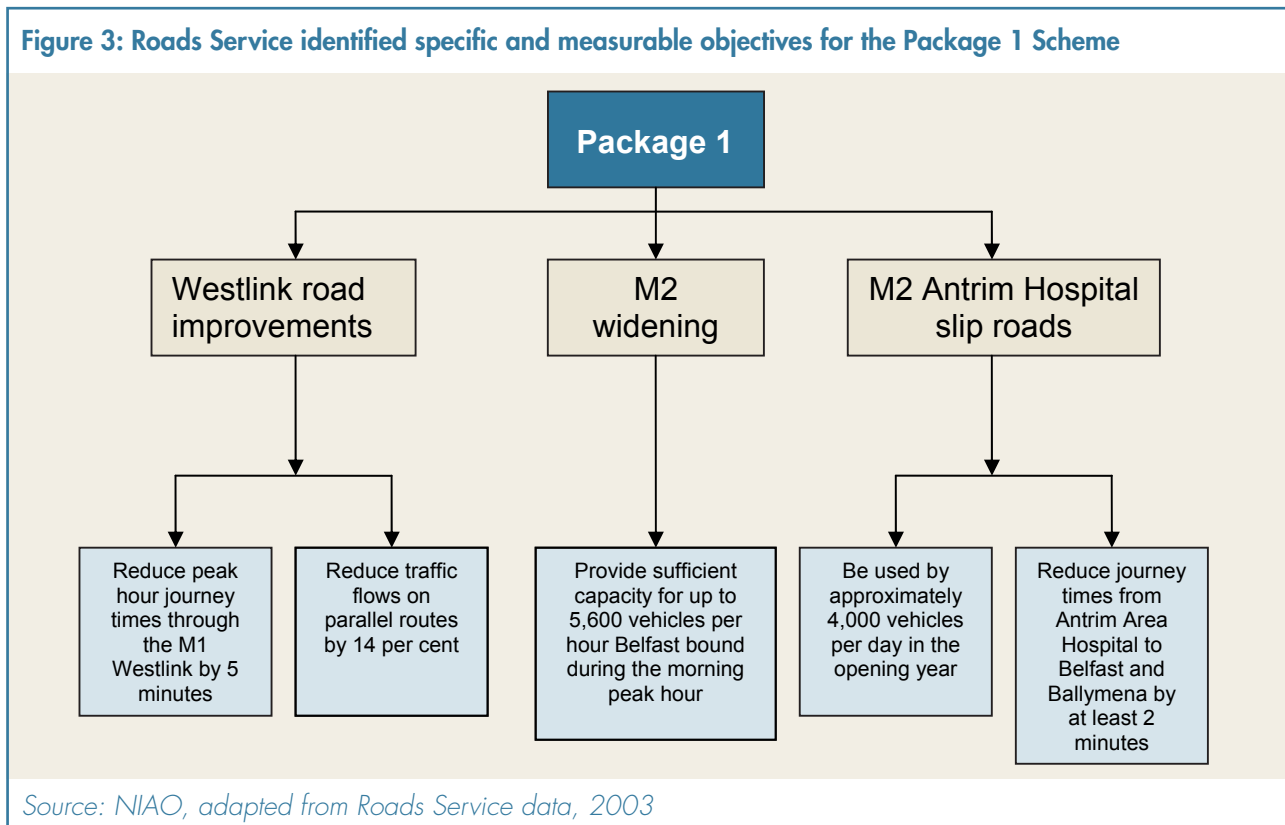 Figure 3: Roads Service identified specific and measurable objectives for the Package 1 Scheme
Package 1
Westlink road
improvements
M2
widening
M2 Antrim Hospital
slip roads
Reduce peak
hour journey
times through
the M1
Westlink by 5
minutes
Reduce traffic
flows on
parallel routes
by 14 per cent
Provide sufficient
capacity for up to
5,600 vehicles per
hour Belfast bound
during the morning
peak hour
Be used by
approximately
4,000 vehicles
per day in the
opening year
Reduce journey
times from
Antrim Area
Hospital to
Belfast and
Ballymena by
at least 2
minutes
Source: NIAO, adapted from Roads Service data, 2003